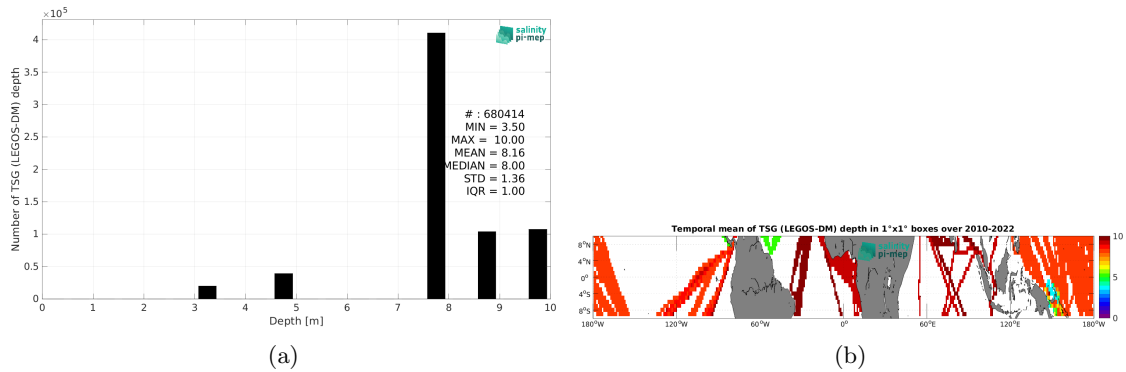 ×10⁵
4
3.5
3
2.5
2
1.5
1
0.5
0
Number of TSG (LEGOS-DM) depth
salinity
pi-mep
# : 680414
MIN = 3.50
MAX = 10.00
MEAN = 8.16
MEDIAN = 8.00
STD = 1.36
IQR = 1.00
0 1 2 3 4 5 6 7 8 9 10
Depth [m]
(a)
Temporal mean of TSG (LEGOS-DM) depth in 1°x1° boxes over 2010-2022
salinity
pi-mep
8°N
4°N
0°
4°S
8°S
180°W 120°W 60°W 0° 60°E 120°E 180°W
10
5
0
(b)